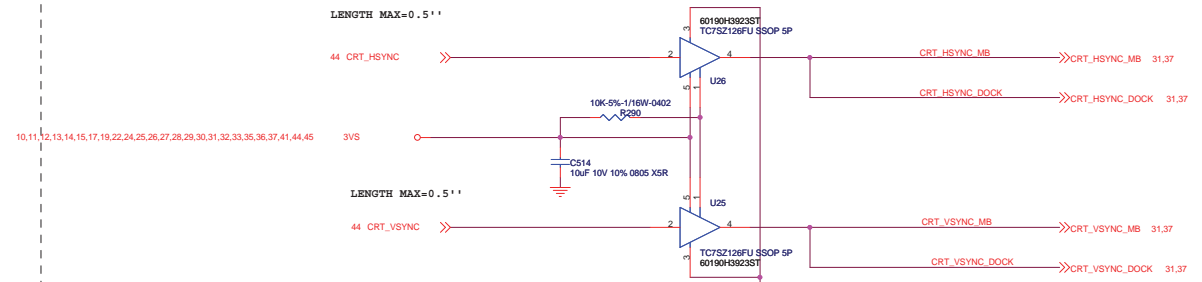 LENGTH MAX=0.5''
60190H3923ST
TC7SZ126FU SSOP 5P
3
44 CRT_HSYNC
2
4
CRT_HSYNC_MB
CRT_HSYNC_MB 31,37
U26
5
1
CRT_HSYNC_DOCK
CRT_HSYNC_DOCK 31,37
10K-5%-1/16W-0402
R290
10,11,12,13,14,15,17,19,22,24,25,26,27,28,29,30,31,32,33,35,36,37,41,44,45
3VS
C514
10uF 10V 10% 0805 X5R
LENGTH MAX=0.5''
5
1
U25
44 CRT_VSYNC
2
4
CRT_VSYNC_MB
CRT_VSYNC_MB 31,37
3
TC7SZ126FU SSOP 5P
60190H3923ST
CRT_VSYNC_DOCK
CRT_VSYNC_DOCK 31,37